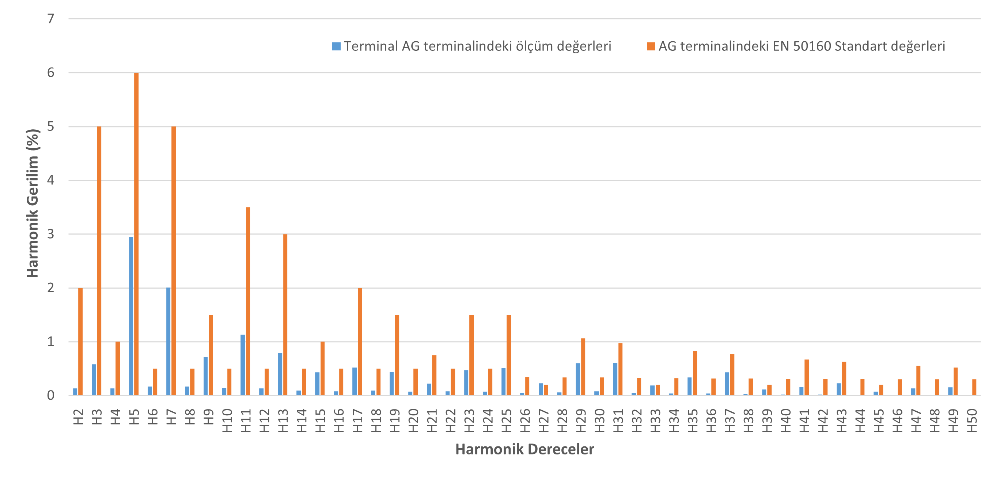 7
Terminal AG terminalindeki ölçüm değerleri
AG terminalindeki EN 50160 Standart değerleri
6
5
4
3
2
1
0
Harmonik Gerilim (%)
H2 H3 H4 H5 H6 H7 H8 H9 H10 H11 H12 H13 H14 H15 H16 H17 H18 H19 H20 H21 H22 H23 H24 H25 H26 H27 H28 H29 H30 H31 H32 H33 H34 H35 H36 H37 H38 H39 H40 H41 H42 H43 H44 H45 H46 H47 H48 H49 H50
Harmonik Dereceler